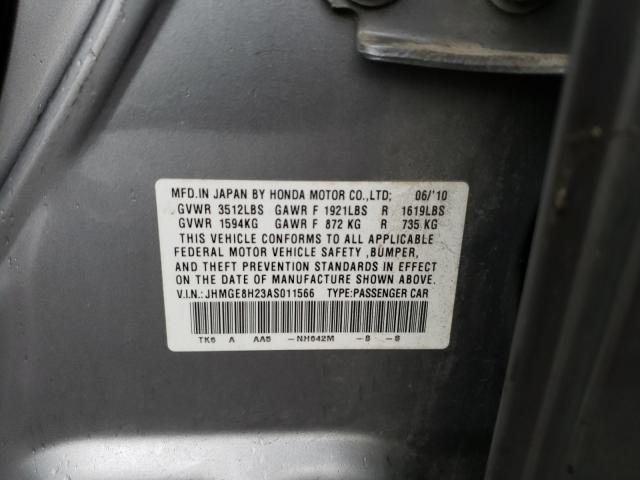 MFD.IN JAPAN BY HONDA MOTOR CO.,LTD; 06/'10
GVWR 3512LBS GAWR F 1921LBS R 1619LBS
GVWR 1594KG GAWR F 872 KG R 735 KG
THIS VEHICLE CONFORMS TO ALL APPLICABLE
FEDERAL MOTOR VEHICLE SAFETY ,BUMPER,
AND THEFT PREVENTION STANDARDS IN EFFECT
ON THE DATE OF MANUFACTURE SHOWN ABOVE.
V.I.N.:JHMGE8H23AS011566 TYPE:PASSENGER CAR
TK6 A AA5 -NH642M -8 -8